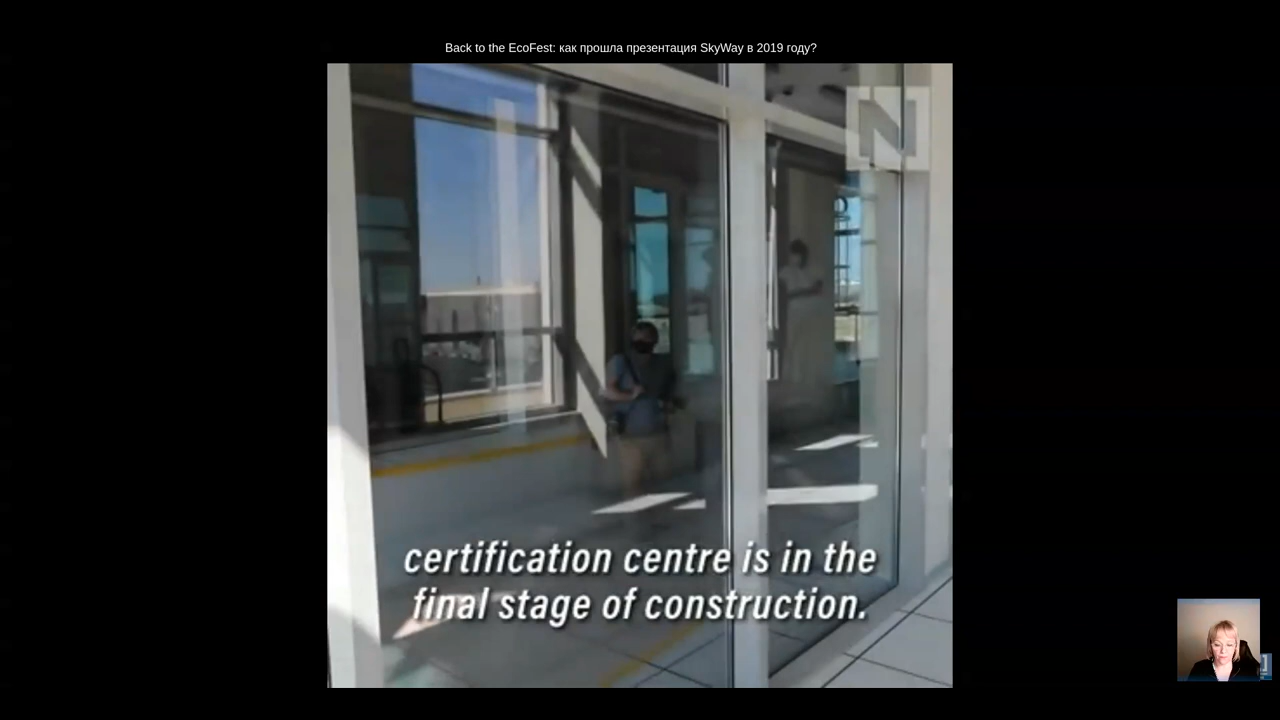 Back to the EcoFest: как прошла презентация SkyWay в 2019 году?
certification centre is in the
final stage of construction.